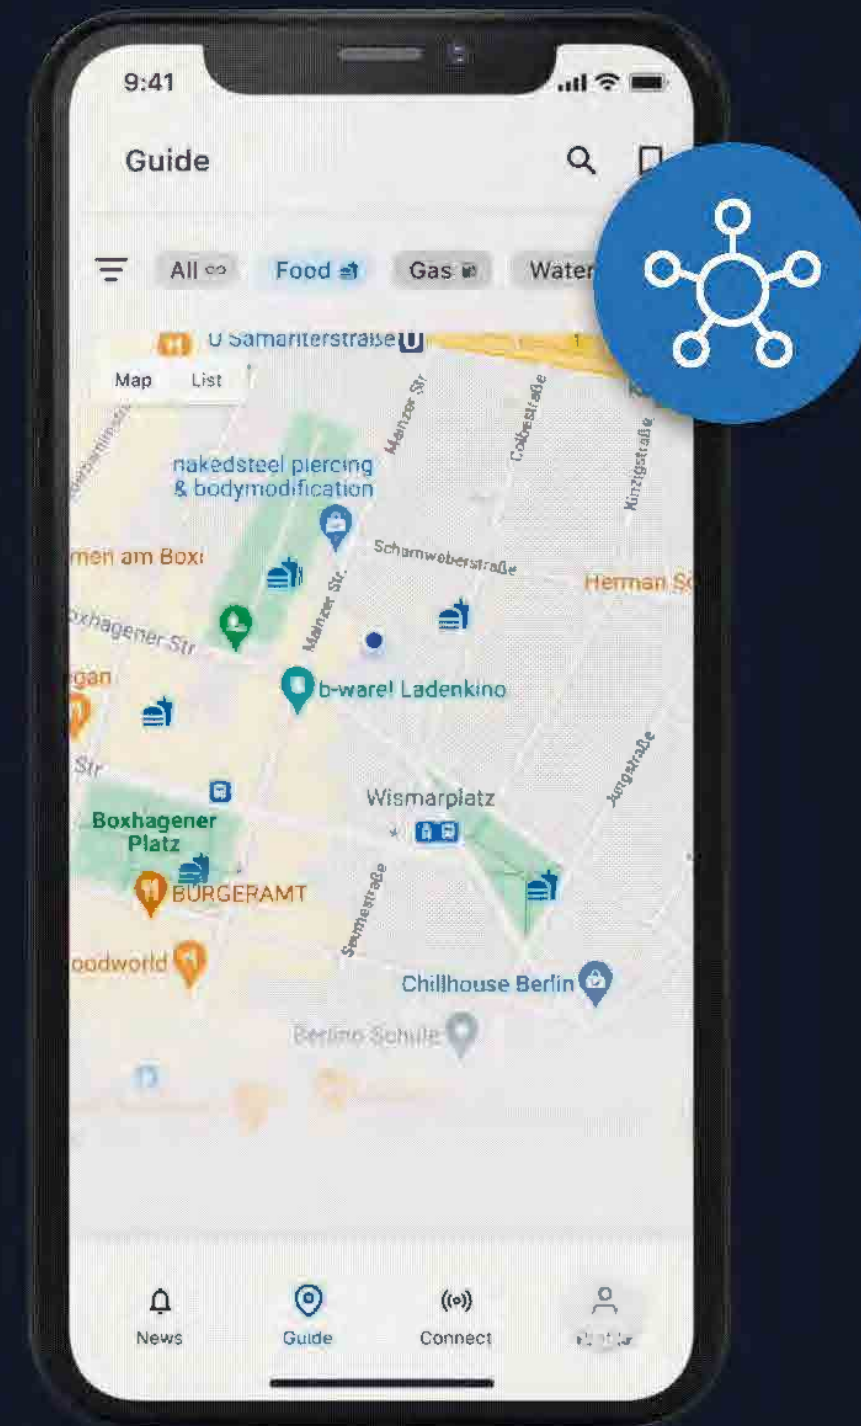 9:41
Guide
All Food Gas Water
U Samariterstraße U
Map List
Mainzer Str
Colbestraße
Kinzigstraße
nakedsteel piercing
& bodymodification
men am Boxi
Scharnweberstraße
Herman Sc
oxhagener Str
Mainzer Str.
gan
b-ware! Ladenkino
Str
Jungstraße
Wismarplatz
Boxhagener
Platz
BURGERAMT
Seumestraße
oodworld
Chillhouse Berlin
Berlino Schule
News Guide Connect